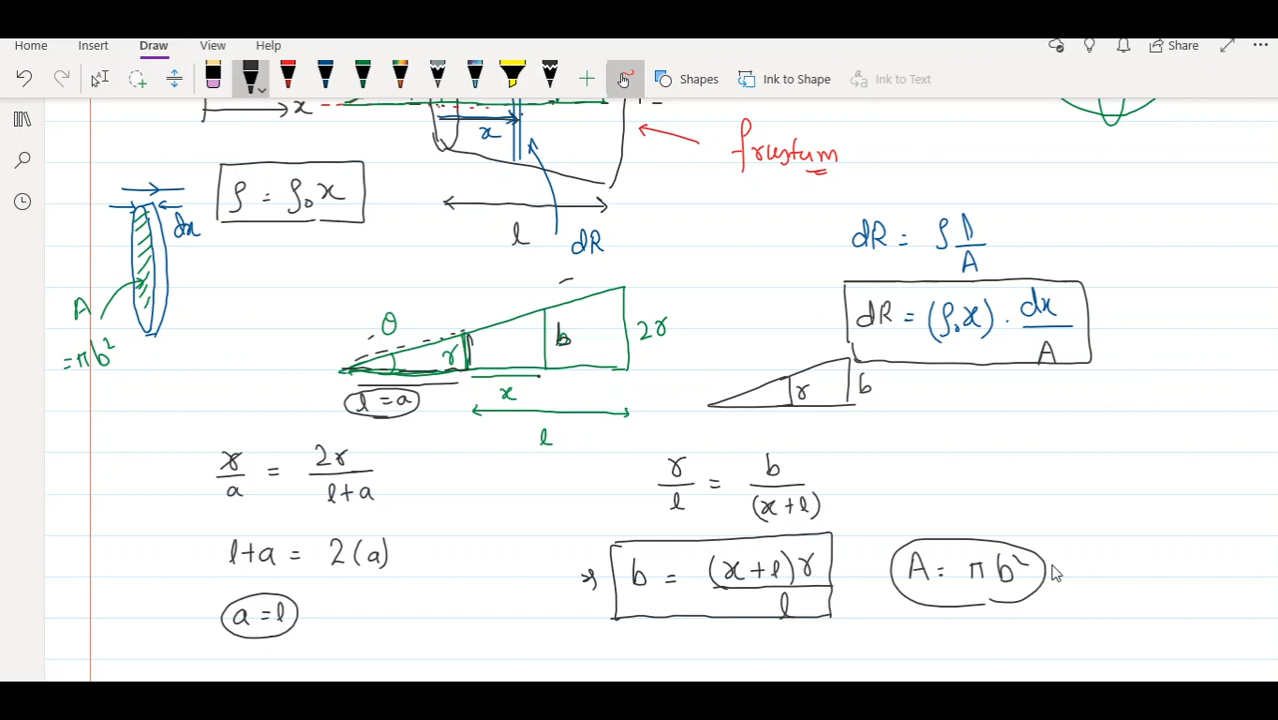 Home Insert Draw View Help
Share
Shapes Ink to Shape Ink to Text
x
x
frustum
ρ = ρ₀x
dx
l
dR
dR = ρ l/A
A
= πb²
θ
r
b
2r
dR = (ρ₀x) · dx/A
l = a
x
l
r
b
r/a = 2r/(l+a)
r/l = b/(x+l)
l+a = 2(a)
⇒ b = (x+l)r/l
A = πb²
a = l